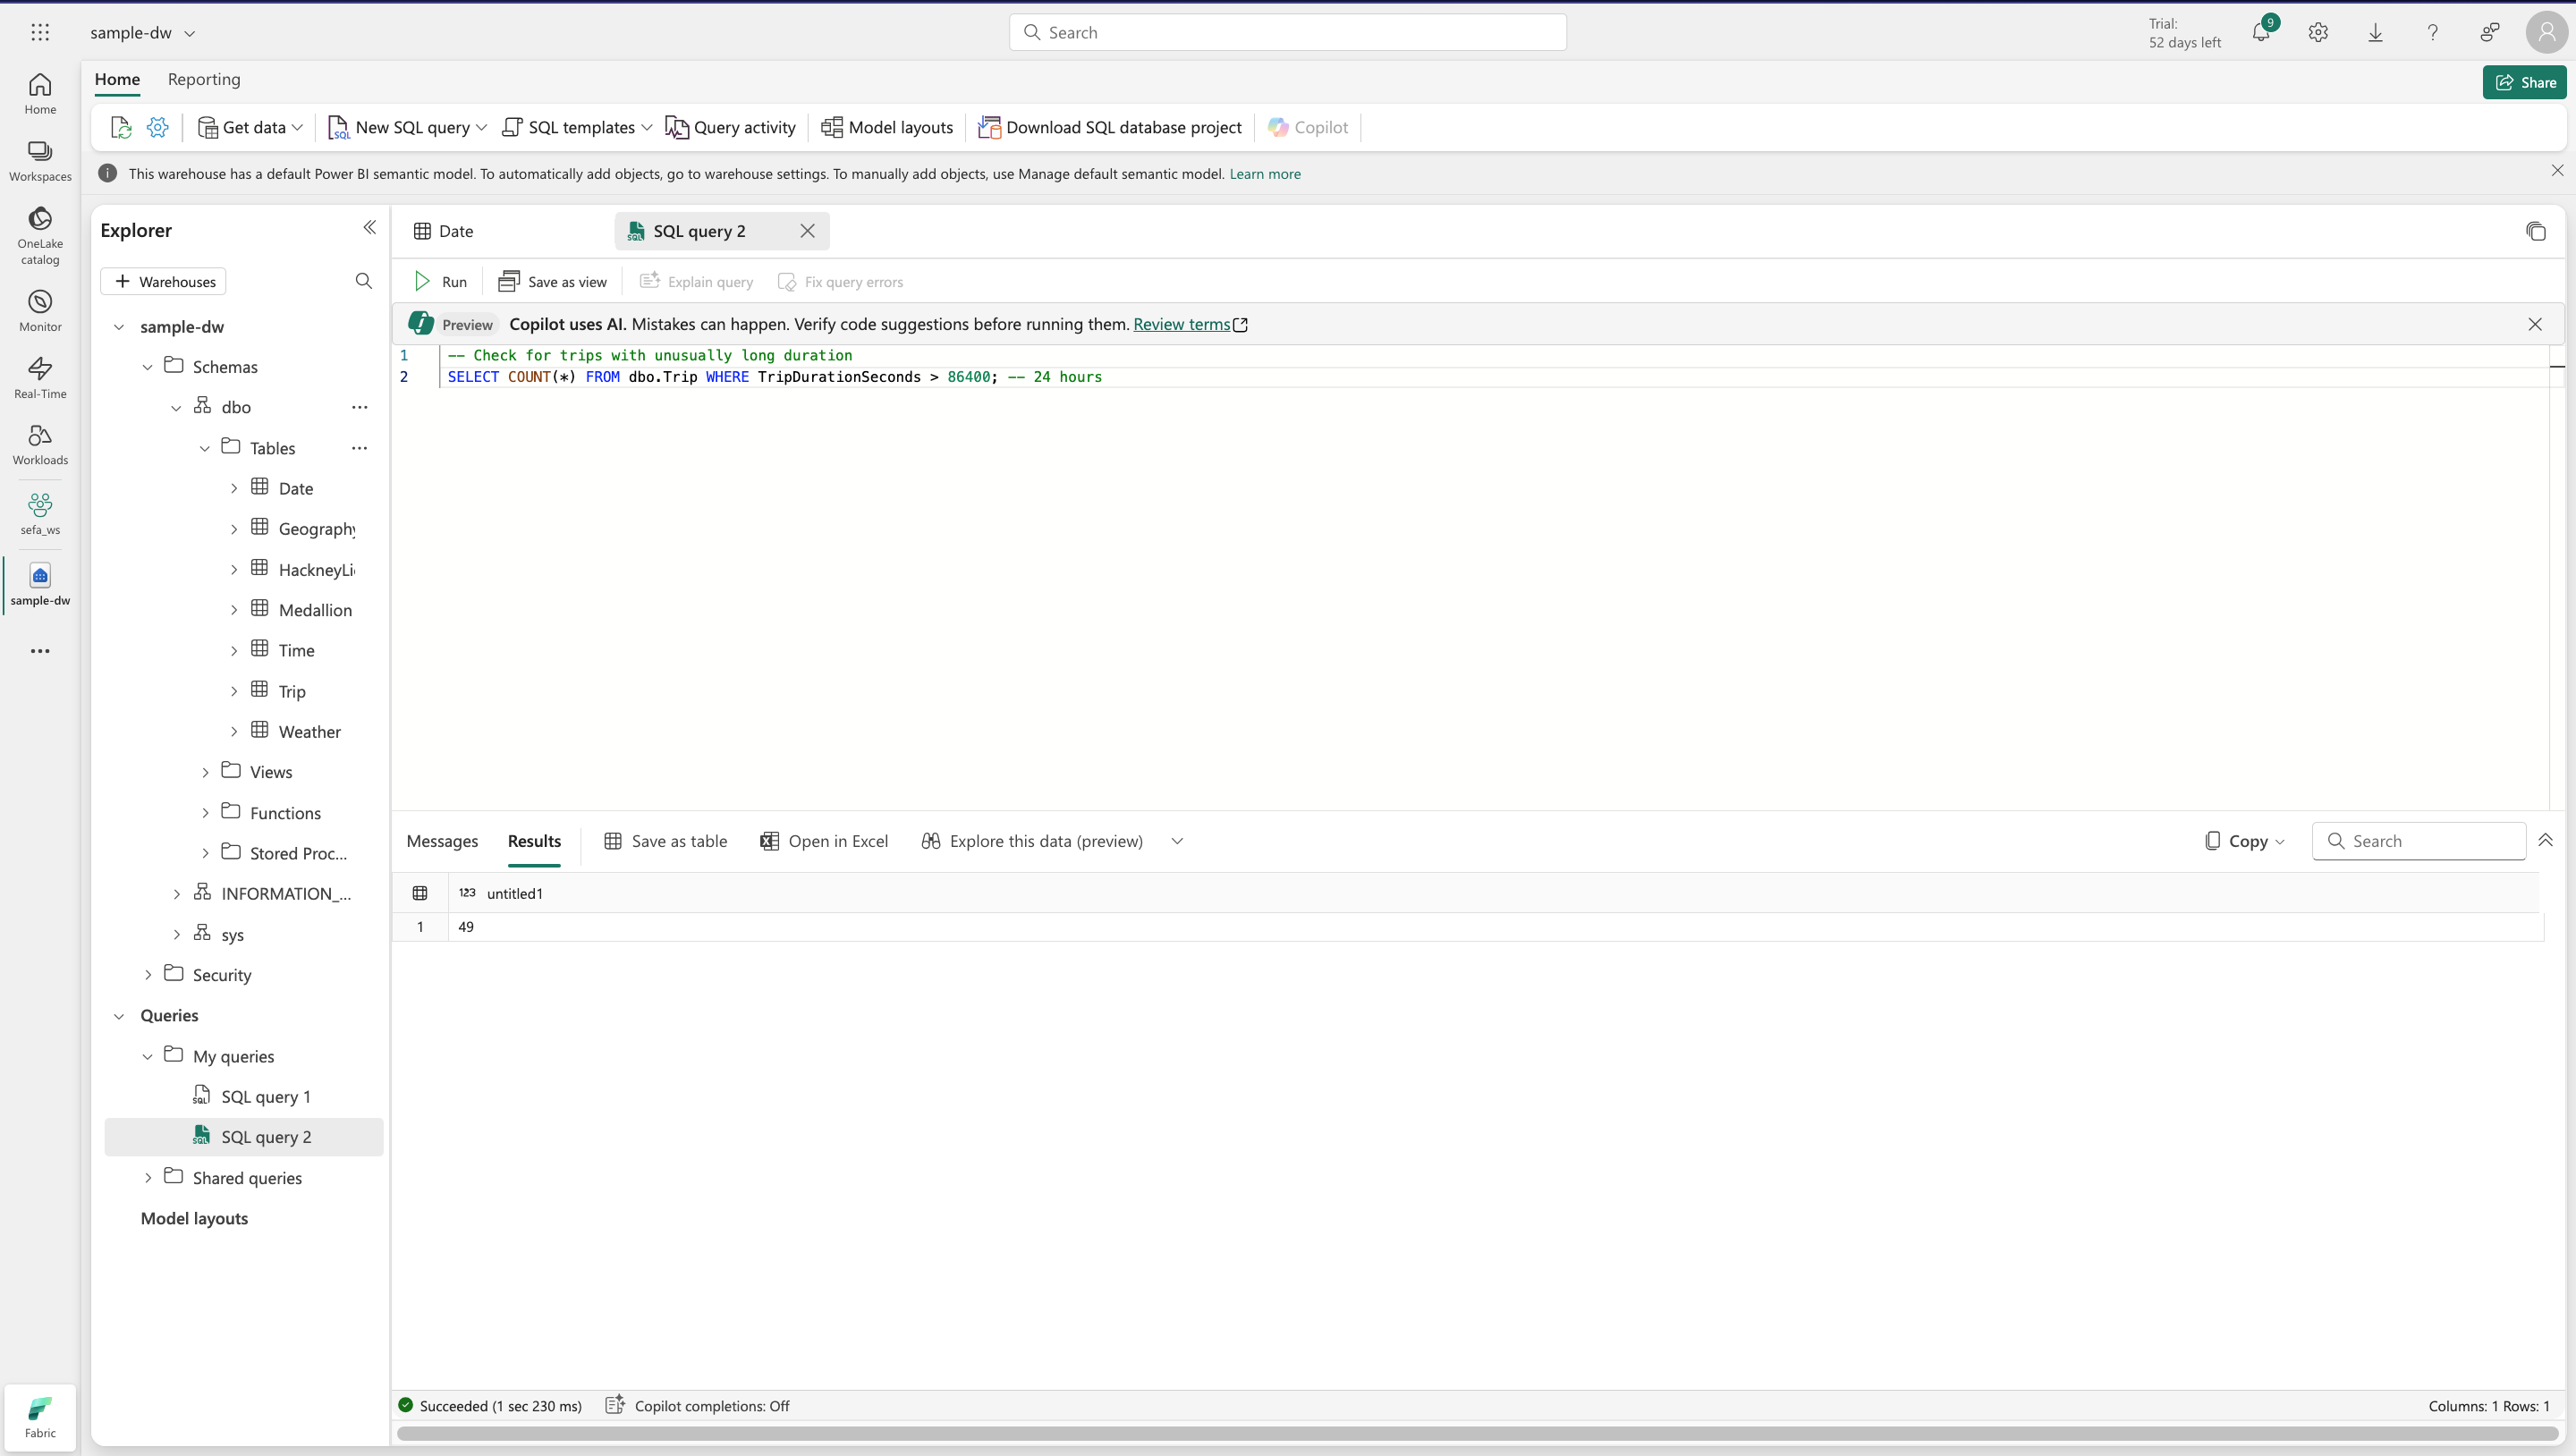 sample-dw
Search
Trial:
52 days left
9
Home
Reporting
Share
Get data
New SQL query
SQL templates
Query activity
Model layouts
Download SQL database project
Copilot
This warehouse has a default Power BI semantic model. To automatically add objects, go to warehouse settings. To manually add objects, use Manage default semantic model. Learn more
Home
Workspaces
OneLake
catalog
Monitor
Real-Time
Workloads
sefa_ws
sample-dw
Fabric
Explorer
Warehouses
sample-dw
Schemas
dbo
Tables
Date
Geography
HackneyLi
Medallion
Time
Trip
Weather
Views
Functions
Stored Proc...
INFORMATION_...
sys
Security
Queries
My queries
SQL query 1
SQL query 2
Shared queries
Model layouts
Date
SQL query 2
Run
Save as view
Explain query
Fix query errors
Preview
Copilot uses AI. Mistakes can happen. Verify code suggestions before running them. Review terms
1 -- Check for trips with unusually long duration
2 SELECT COUNT(*) FROM dbo.Trip WHERE TripDurationSeconds > 86400; -- 24 hours
Messages
Results
Save as table
Open in Excel
Explore this data (preview)
Copy
Search
123 untitled1
1 49
Succeeded (1 sec 230 ms)
Copilot completions: Off
Columns: 1 Rows: 1